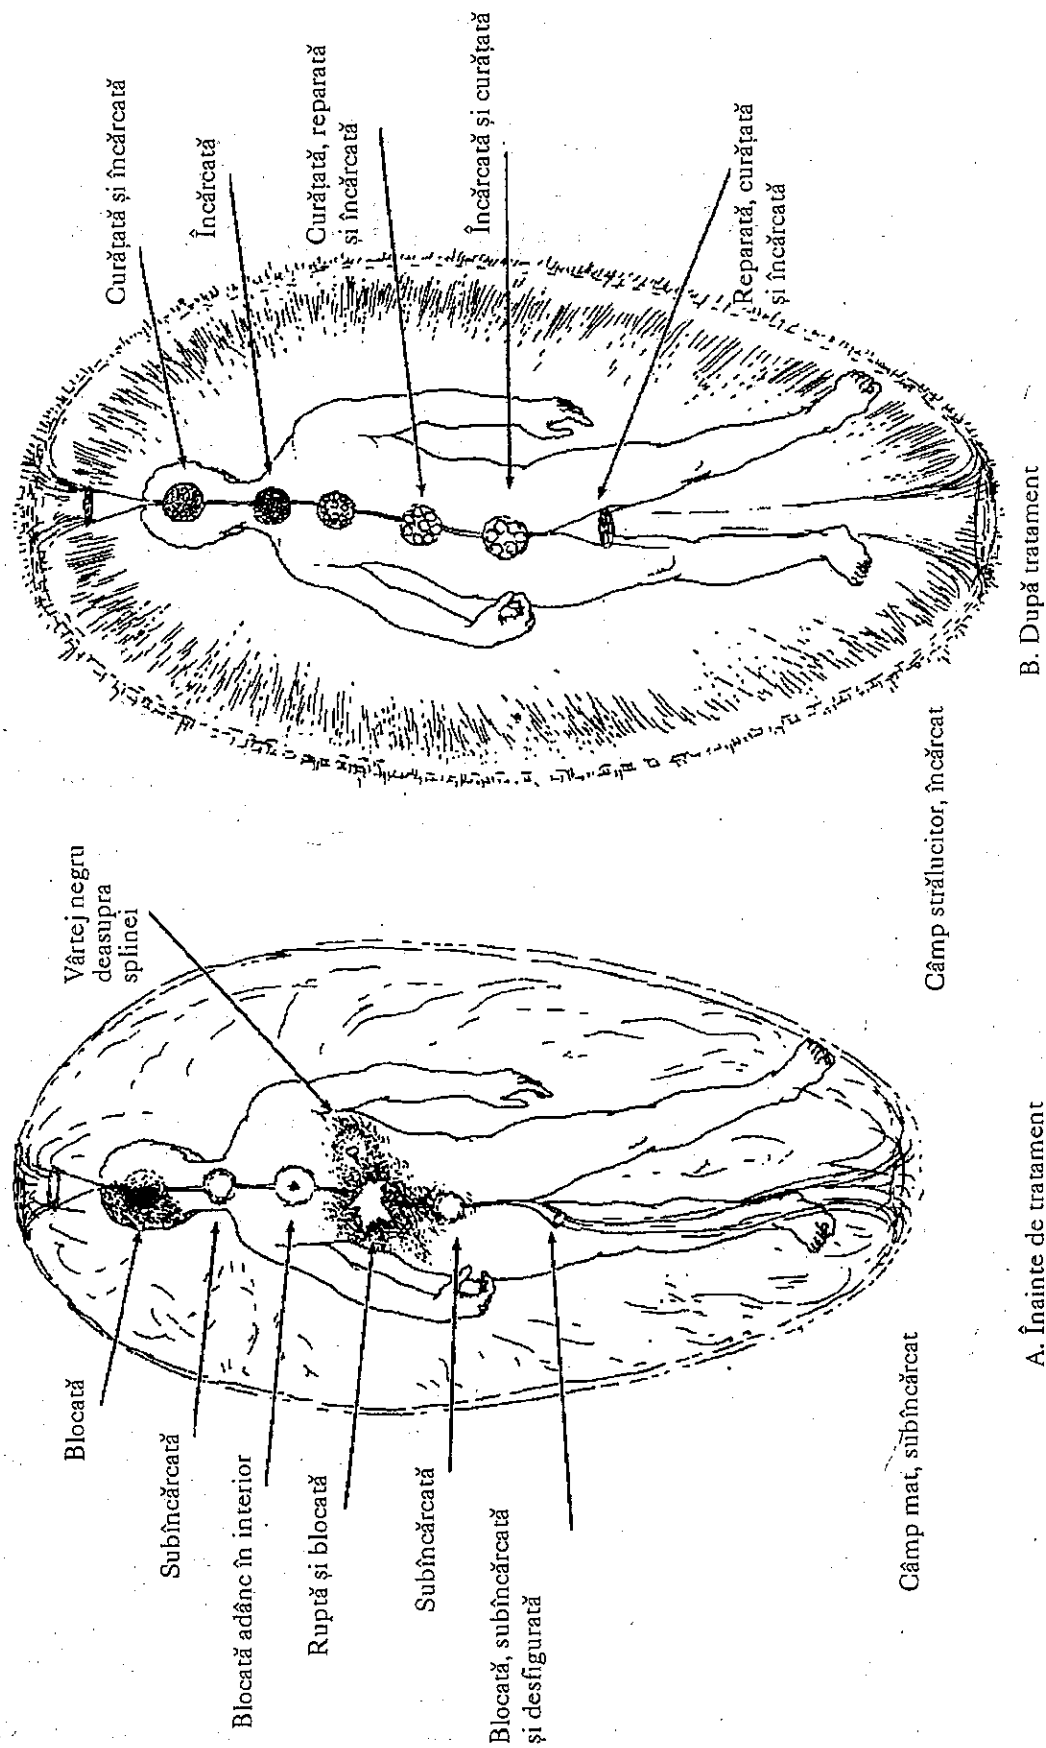 Blocată
Subîncărcată
Blocată adânc în interior
Ruptă și blocată
Subîncărcată
Blocată, subîncărcată
și desfigurată
Vârtej negru
deasupra
splinei
Câmp mat, subîncărcat
A. Înainte de tratament
Curățată și încărcată
Încărcată
Curățată, reparată
și încărcată
Încărcată și curățată
Reparată, curățată
și încărcată
Câmp strălucitor, încărcat
B. După tratament